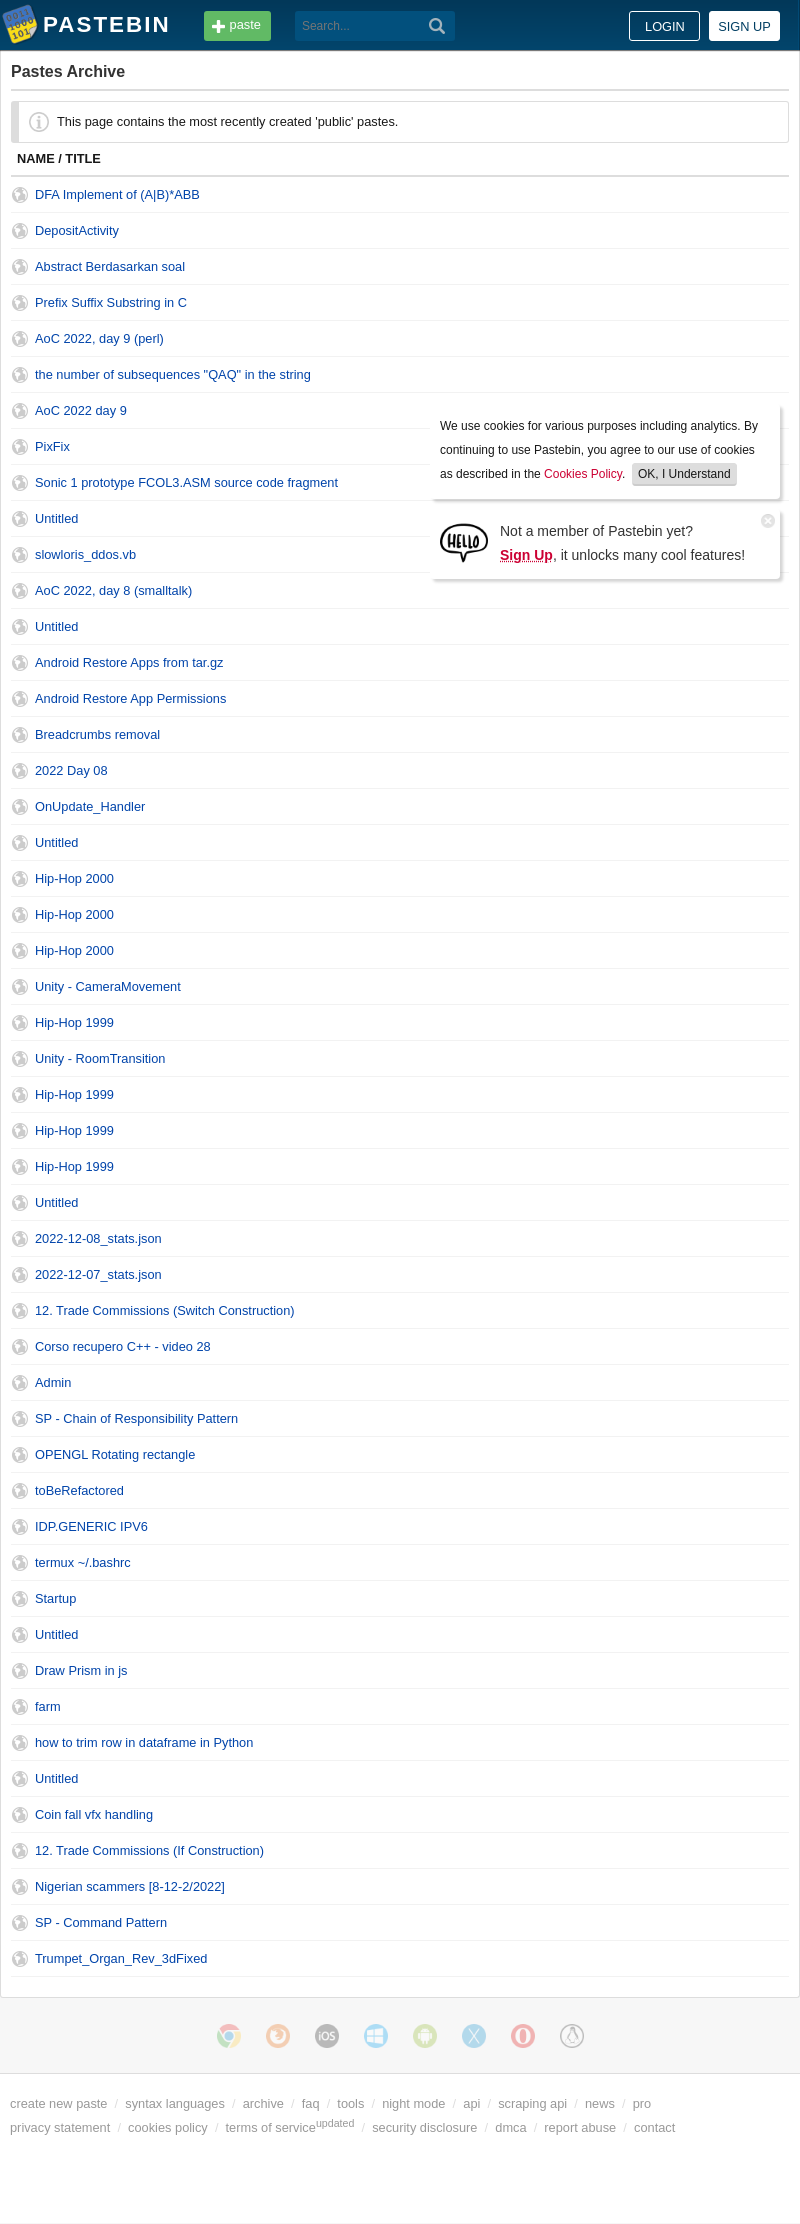 PASTEBIN
paste
Search...
LOGIN
SIGN UP
Pastes Archive
This page contains the most recently created 'public' pastes.
NAME / TITLE
DFA Implement of (A|B)*ABB
DepositActivity
Abstract Berdasarkan soal
Prefix Suffix Substring in C
AoC 2022, day 9 (perl)
the number of subsequences "QAQ" in the string
AoC 2022 day 9
PixFix
Sonic 1 prototype FCOL3.ASM source code fragment
Untitled
slowloris_ddos.vb
AoC 2022, day 8 (smalltalk)
We use cookies for various purposes including analytics. By
continuing to use Pastebin, you agree to our use of cookies
as described in the Cookies Policy. OK, I Understand
HELLO
Not a member of Pastebin yet?
Sign Up, it unlocks many cool features!
Untitled
Android Restore Apps from tar.gz
Android Restore App Permissions
Breadcrumbs removal
2022 Day 08
OnUpdate_Handler
Untitled
Hip-Hop 2000
Hip-Hop 2000
Hip-Hop 2000
Unity - CameraMovement
Hip-Hop 1999
Unity - RoomTransition
Hip-Hop 1999
Hip-Hop 1999
Hip-Hop 1999
Untitled
2022-12-08_stats.json
2022-12-07_stats.json
12. Trade Commissions (Switch Construction)
Corso recupero C++ - video 28
Admin
SP - Chain of Responsibility Pattern
OPENGL Rotating rectangle
toBeRefactored
IDP.GENERIC IPV6
termux ~/.bashrc
Startup
Untitled
Draw Prism in js
farm
how to trim row in dataframe in Python
Untitled
Coin fall vfx handling
12. Trade Commissions (If Construction)
Nigerian scammers [8-12-2/2022]
SP - Command Pattern
Trumpet_Organ_Rev_3dFixed
iOS
create new paste / syntax languages / archive / faq / tools / night mode / api / scraping api / news / pro
privacy statement / cookies policy / terms of service updated / security disclosure / dmca / report abuse / contact